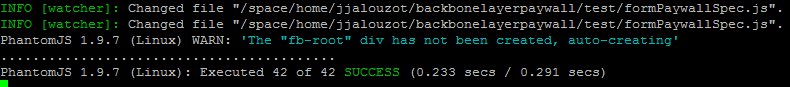 INFO [watcher]: Changed file "/space/home/jjalouzot/backbonelayerpaywall/test/formPaywallSpec.js".
INFO [watcher]: Changed file "/space/home/jjalouzot/backbonelayerpaywall/test/formPaywallSpec.js".
PhantomJS 1.9.7 (Linux) WARN: 'The "fb-root" div has not been created, auto-creating'
..........................................
PhantomJS 1.9.7 (Linux): Executed 42 of 42 SUCCESS (0.233 secs / 0.291 secs)